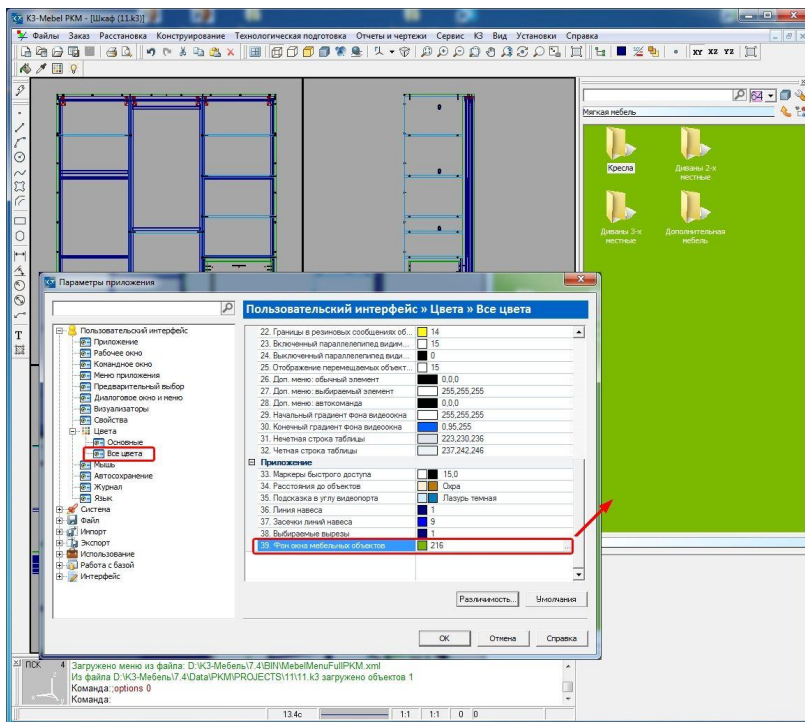 K3-Mebel PKM - [Шкаф (11.k3)]
Файлы Заказ Расстановка Конструирование Технологическая подготовка Отчеты и чертежи Сервис К3 Вид Установки Справка
XY XZ YZ
64
Мягкая мебель
Кресла
Диваны 2-х местные
Диваны 3-х местные
Дополнительная мебель
Параметры приложения
Пользовательский интерфейс » Цвета » Все цвета
Пользовательский интерфейс
Приложение
Рабочее окно
Командное окно
Меню приложения
Предварительный выбор
Диалоговое окно и меню
Визуализаторы
Свойства
Цвета
Основные
Все цвета
Мышь
Автосохранение
Журнал
Язык
Система
Файл
Импорт
Экспорт
Использование
Работа с базой
Интерфейс
22. Границы в резиновых сообщениях об... 14
23. Включенный параллелепипед видим... 15
24. Выключенный параллелепипед види... 0
25. Отображение перемещаемых объект... 15
26. Доп. меню: обычный элемент 0,0,0
27. Доп. меню: выбираемый элемент 255,255,255
28. Доп. меню: автокоманда 0,0,0
29. Начальный градиент фона видеоокна 255,255,255
30. Конечный градиент фона видеоокна 0,95,255
31. Нечетная строка таблицы 223,230,236
32. Четная строка таблицы 237,242,246
Приложение
33. Маркеры быстрого доступа 15,0
34. Расстояния до объектов Охра
35. Подсказка в углу видеопорта Лазурь темная
36. Линия навеса 1
37. Засечки линий навеса 9
38. Выбираемые вырезы 1
39. Фон окна мебельных объектов 216 ...
Различимость... Умолчания
OK Отмена Справка
ПСК 4
Загружено меню из файла: D:\К3-Мебель\7.4\BIN\MebelMenuFullPKM.xml
Из файла D:\К3-Мебель\7.4\Data\PKM\PROJECTS\11\11.k3 загружено объектов 1
Команда:;options 0
Команда:
13.4с 1:1 1:1 0 0